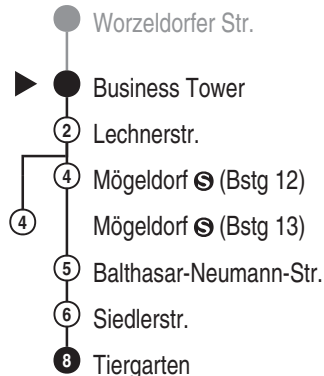 Worzeldorfer Str.
Business Tower
2 Lechnerstr.
4 Mögeldorf S (Bstg 12)
4 Mögeldorf S (Bstg 13)
5 Balthasar-Neumann-Str.
6 Siedlerstr.
8 Tiergarten